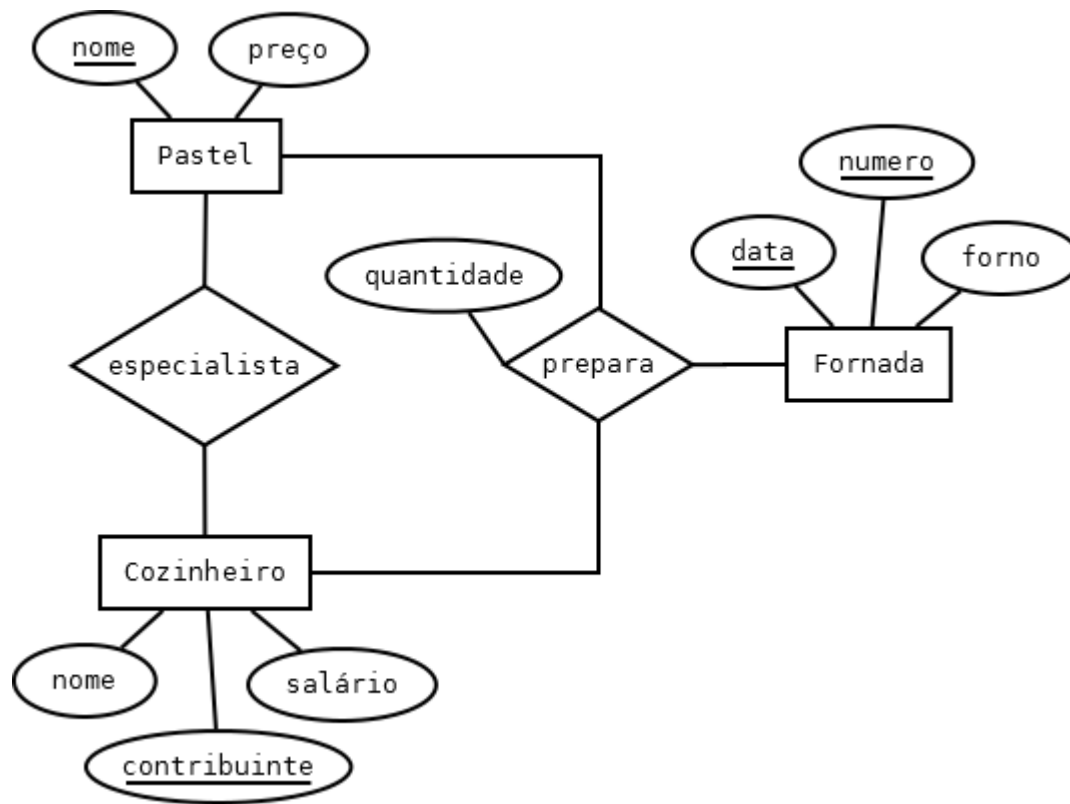 nome
preço
Pastel
numero
data
forno
quantidade
especialista
prepara
Fornada
Cozinheiro
nome
salário
contribuinte